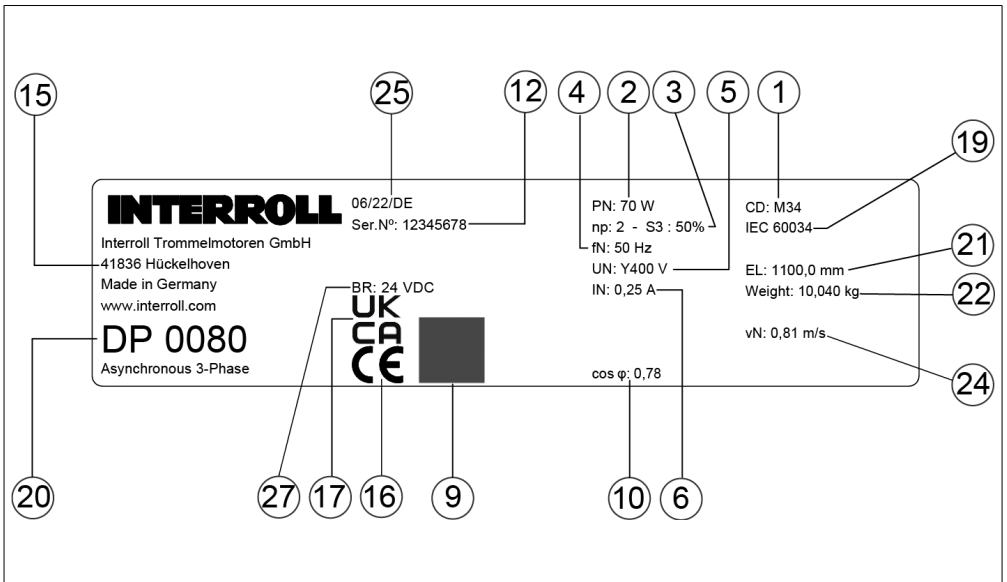 15
25
12
4
2
3
5
1
19
INTERROLL
Interroll Trommelmotoren GmbH
41836 Hückelhoven
Made in Germany
www.interroll.com
DP 0080
Asynchronous 3-Phase
06/22/DE
Ser.Nº: 12345678
BR: 24 VDC
UK
CA
CE
PN: 70 W
np: 2 - S3 : 50%
fN: 50 Hz
UN: Y400 V
IN: 0,25 A
cos φ: 0,78
CD: M34
IEC 60034
EL: 1100,0 mm
Weight: 10,040 kg
vN: 0,81 m/s
21
22
24
20
27
17
16
9
10
6